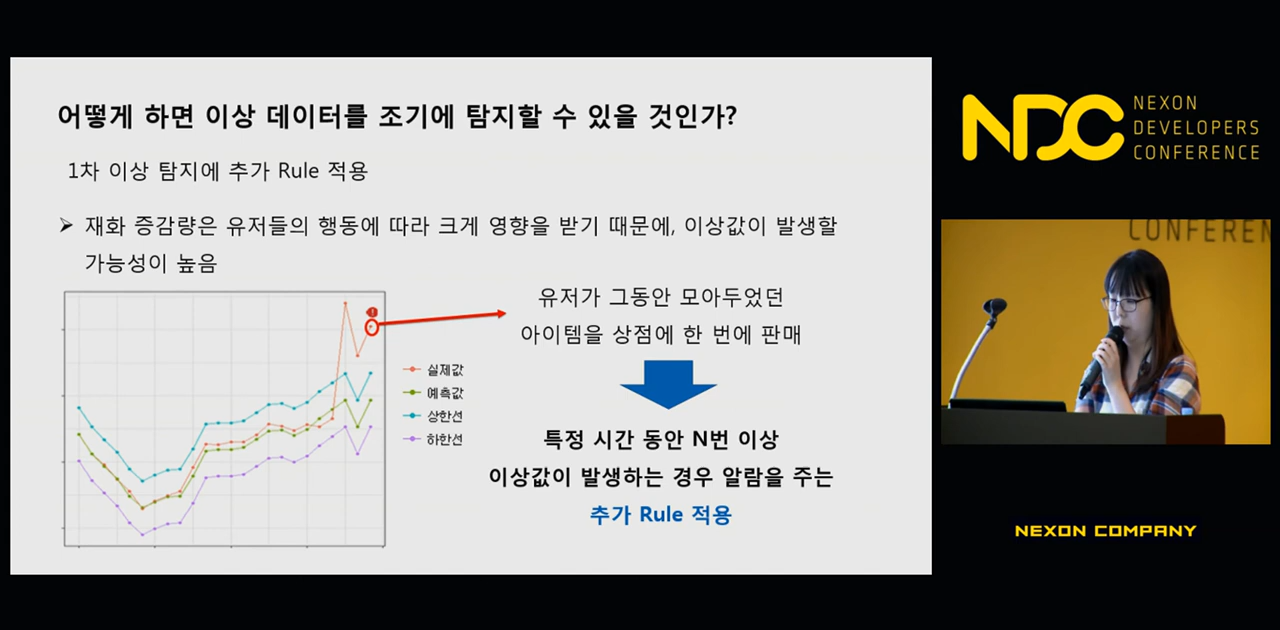 어떻게 하면 이상 데이터를 조기에 탐지할 수 있을 것인가?
1차 이상 탐지에 추가 Rule 적용
➢ 재화 증감량은 유저들의 행동에 따라 크게 영향을 받기 때문에, 이상값이 발생할
가능성이 높음
유저가 그동안 모아두었던
아이템을 상점에 한 번에 판매
실제값
예측값
상한선
하한선
특정 시간 동안 N번 이상
이상값이 발생하는 경우 알람을 주는
추가 Rule 적용
NDC
NEXON
DEVELOPERS
CONFERENCE
CONFEREN
NEXON COMPANY